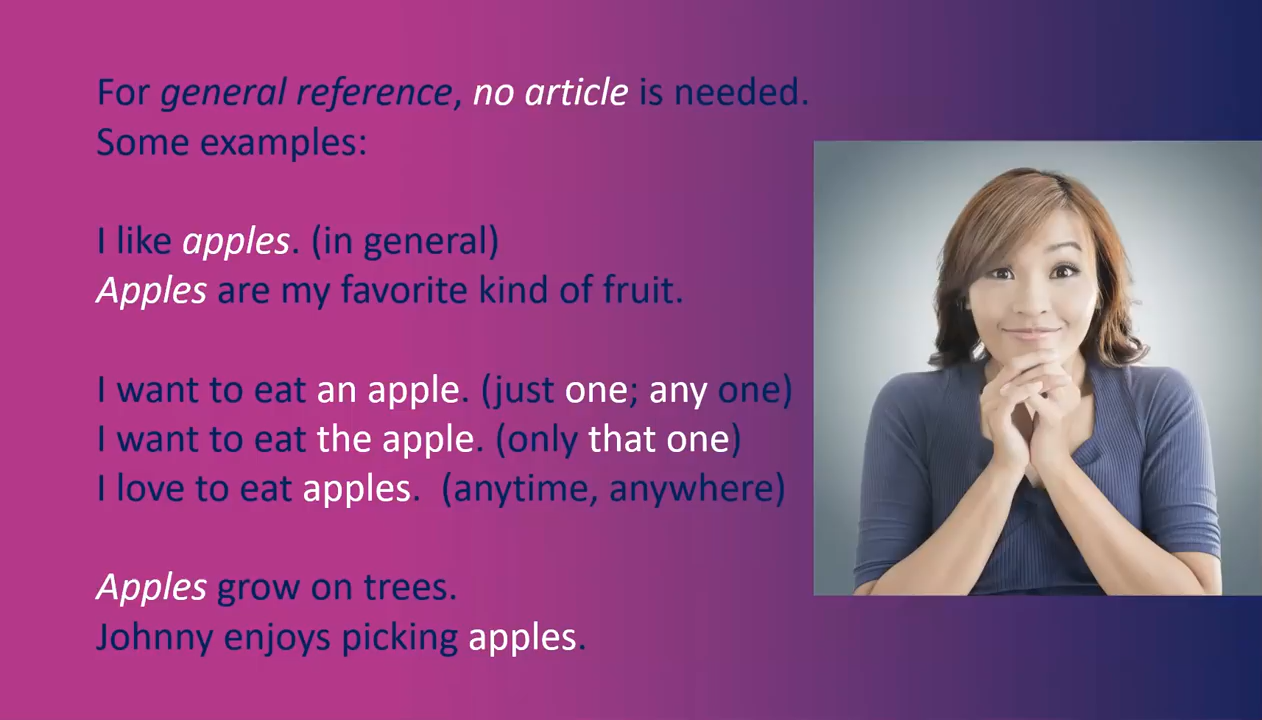 For general reference, no article is needed.
Some examples:
I like apples. (in general)
Apples are my favorite kind of fruit.
I want to eat an apple. (just one; any one)
I want to eat the apple. (only that one)
I love to eat apples.  (anytime, anywhere)
Apples grow on trees.
Johnny enjoys picking apples.